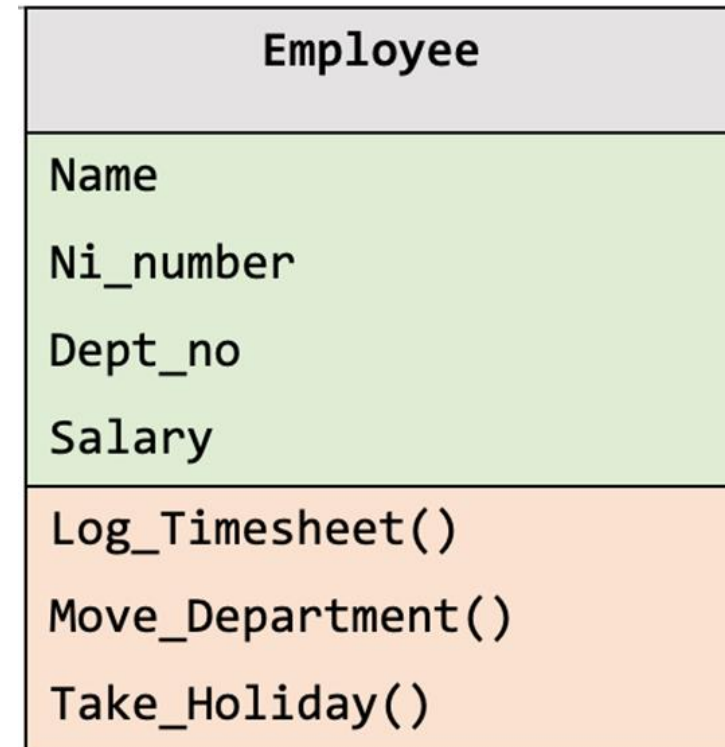 Employee
Name
Ni_number
Dept_no
Salary
Log_Timesheet()
Move_Department()
Take_Holiday()